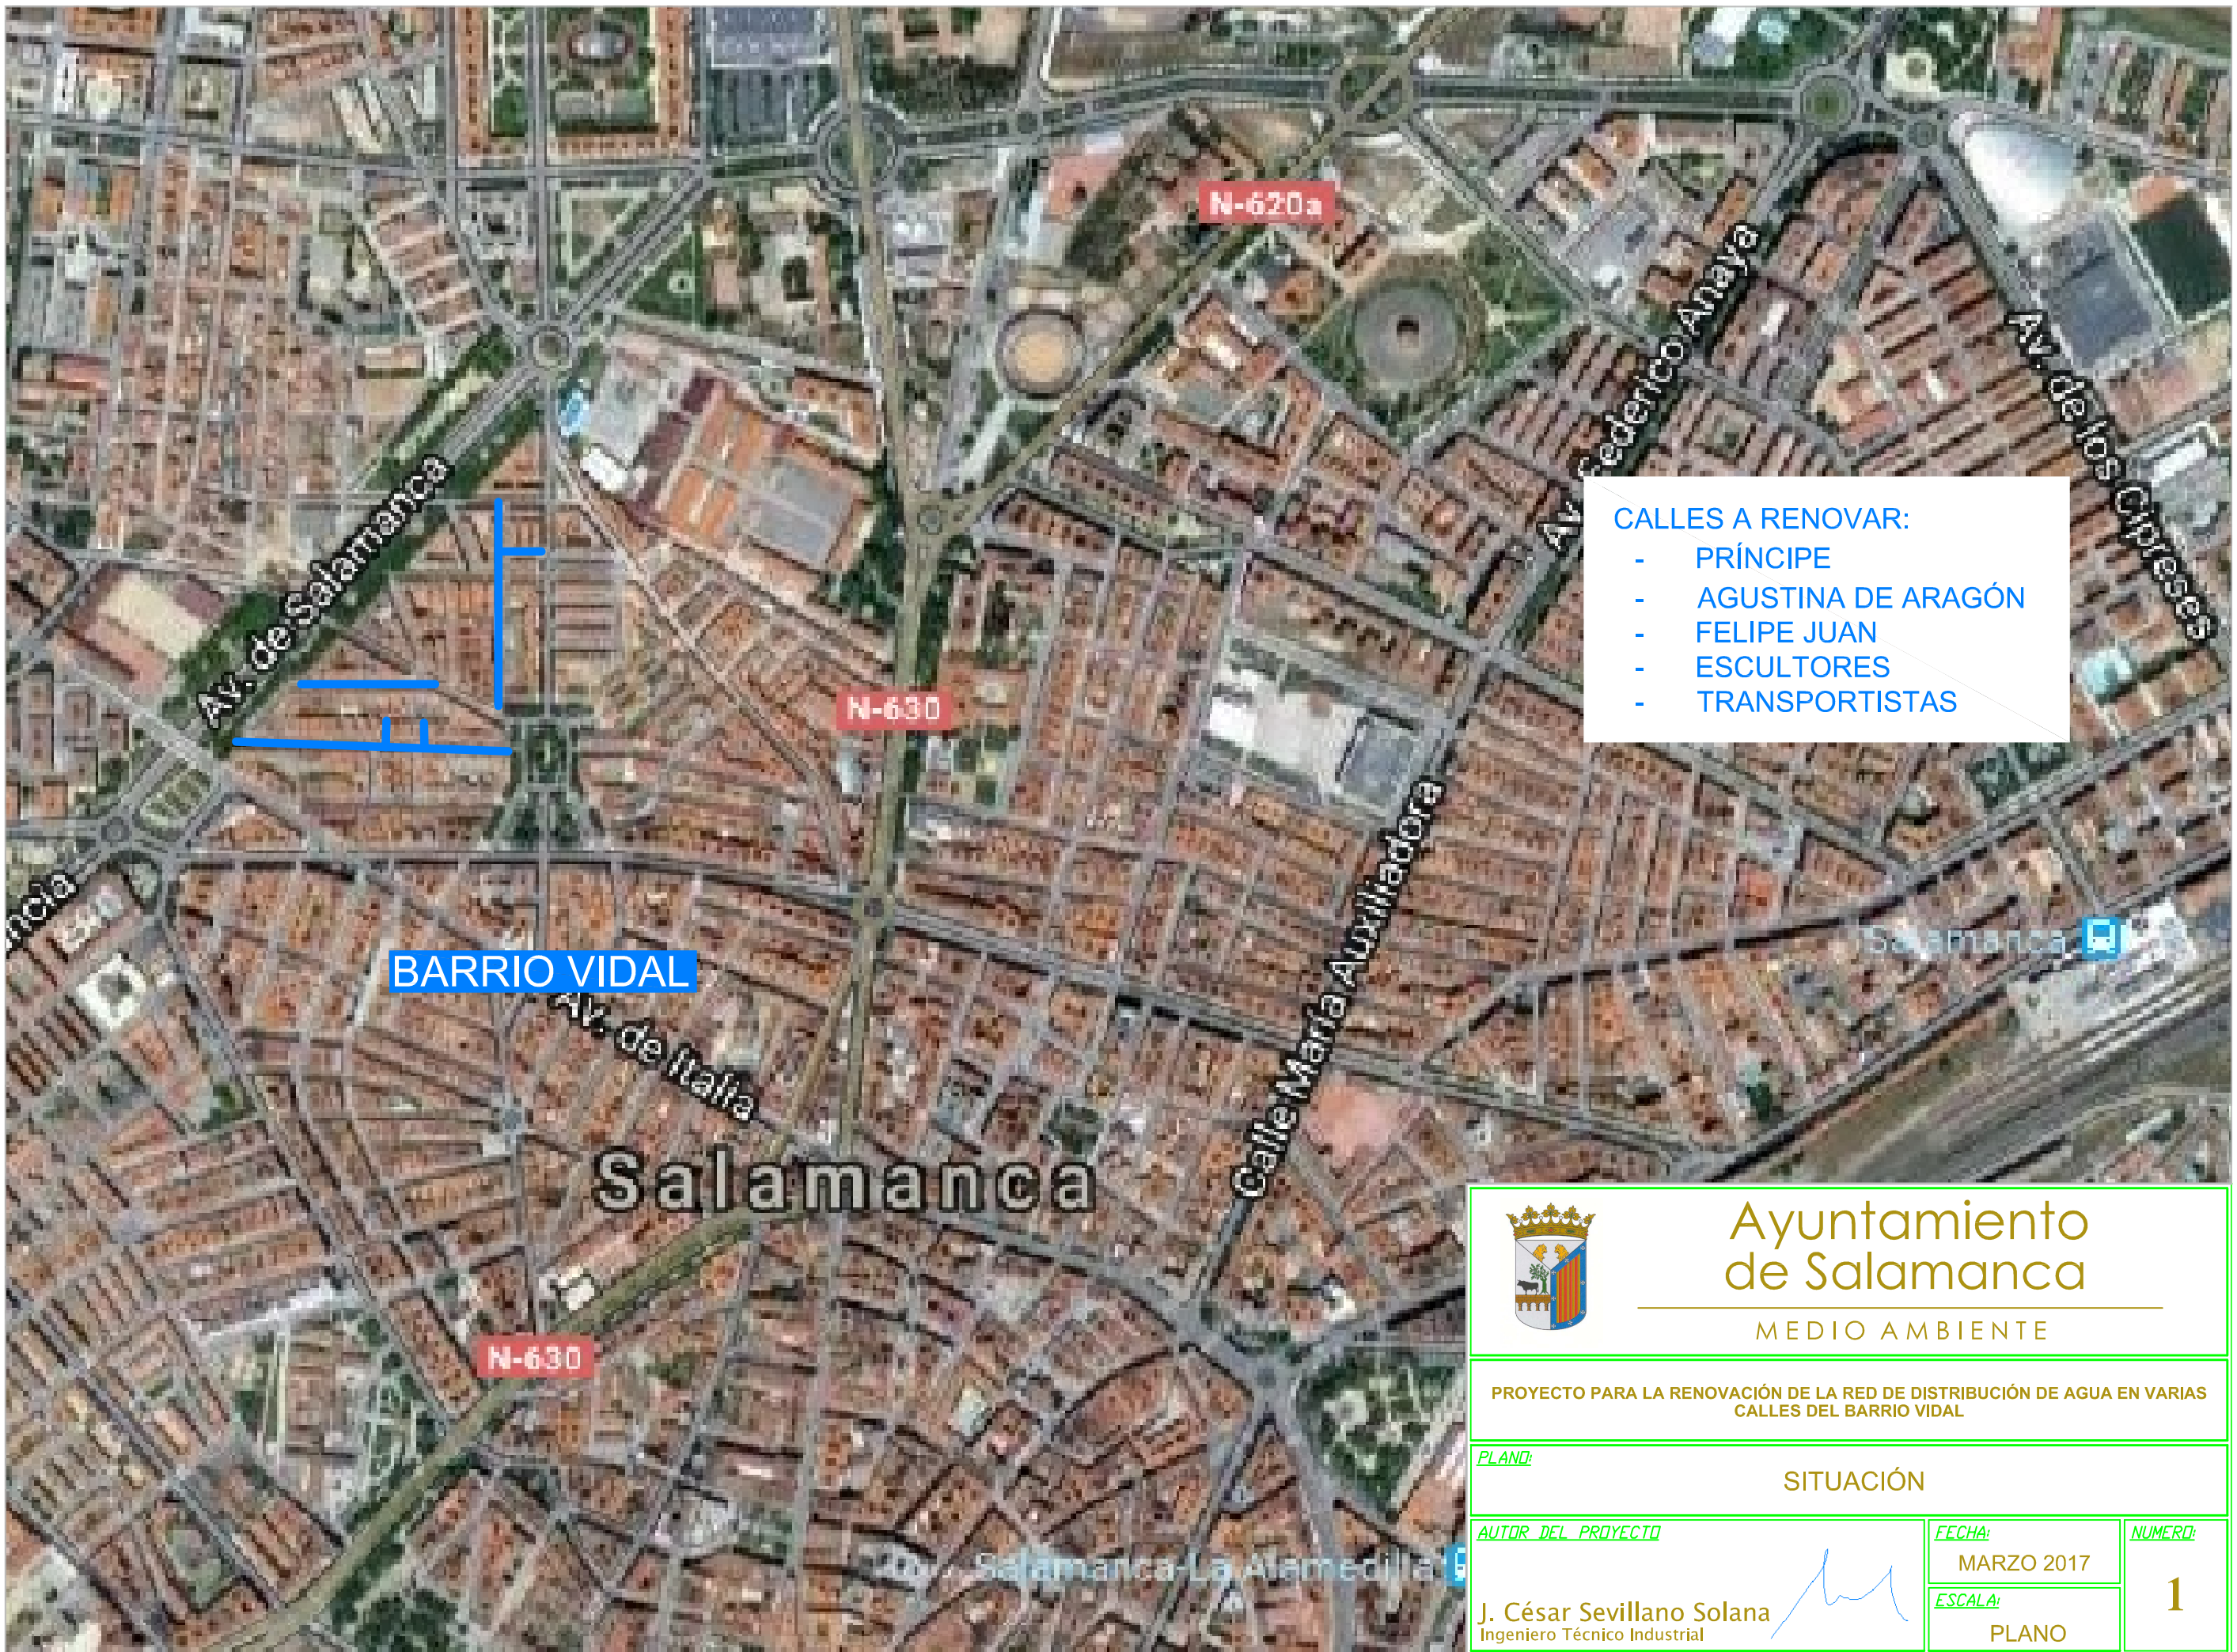 N-620a
Av. Federico Anaya
Av. de los Cipreses
Av. de Salamanca
CALLES A RENOVAR:
- PRÍNCIPE
- AGUSTINA DE ARAGÓN
- FELIPE JUAN
- ESCULTORES
- TRANSPORTISTAS
N-630
Calle María Auxiliadora
ncia
Salamanca
BARRIO VIDAL
Av. de Italia
Salamanca
N-630
Salamanca-La Alamedilla
Ayuntamiento
de Salamanca
MEDIO AMBIENTE
PROYECTO PARA LA RENOVACIÓN DE LA RED DE DISTRIBUCIÓN DE AGUA EN VARIAS
CALLES DEL BARRIO VIDAL
PLANO:
SITUACIÓN
AUTOR DEL PROYECTO
J. César Sevillano Solana
Ingeniero Técnico Industrial
FECHA:
MARZO 2017
ESCALA:
PLANO
NUMERO:
1